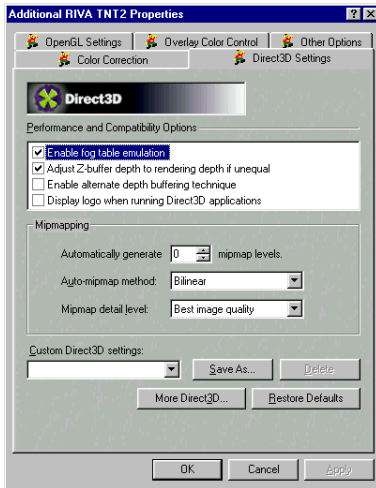 Additional RIVA TNT2 Properties
OpenGL Settings
Overlay Color Control
Other Options
Color Correction
Direct3D Settings
Direct3D
Performance and Compatibility Options
Enable fog table emulation
Adjust Z-buffer depth to rendering depth if unequal
Enable alternate depth buffering technique
Display logo when running Direct3D applications
Mipmapping
Automatically generate 0 mipmap levels.
Auto-mipmap method: Bilinear
Mipmap detail level: Best image quality
Custom Direct3D settings:
Save As... Delete
More Direct3D... Restore Defaults
OK Cancel Apply